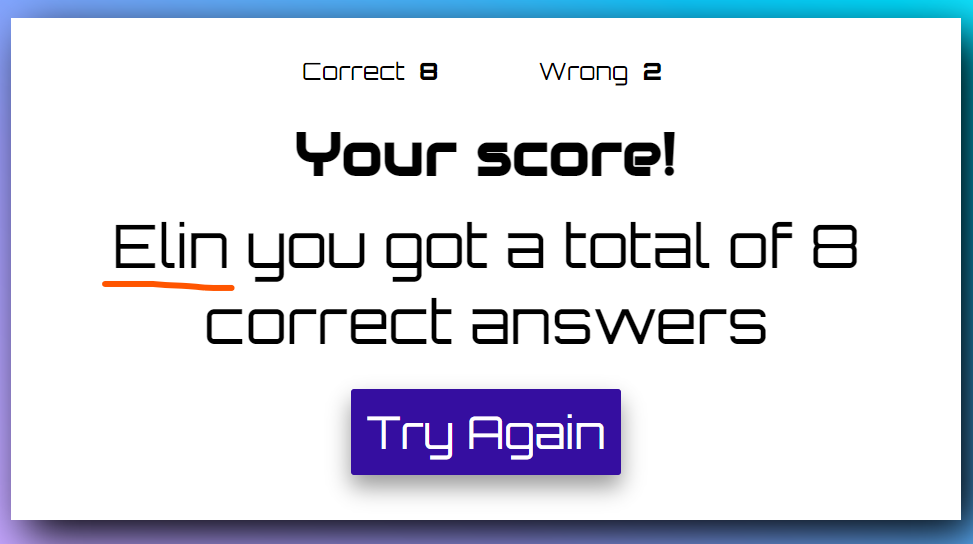 Correct 8 Wrong 2
Your score!
Elin you got a total of 8
correct answers
Try Again